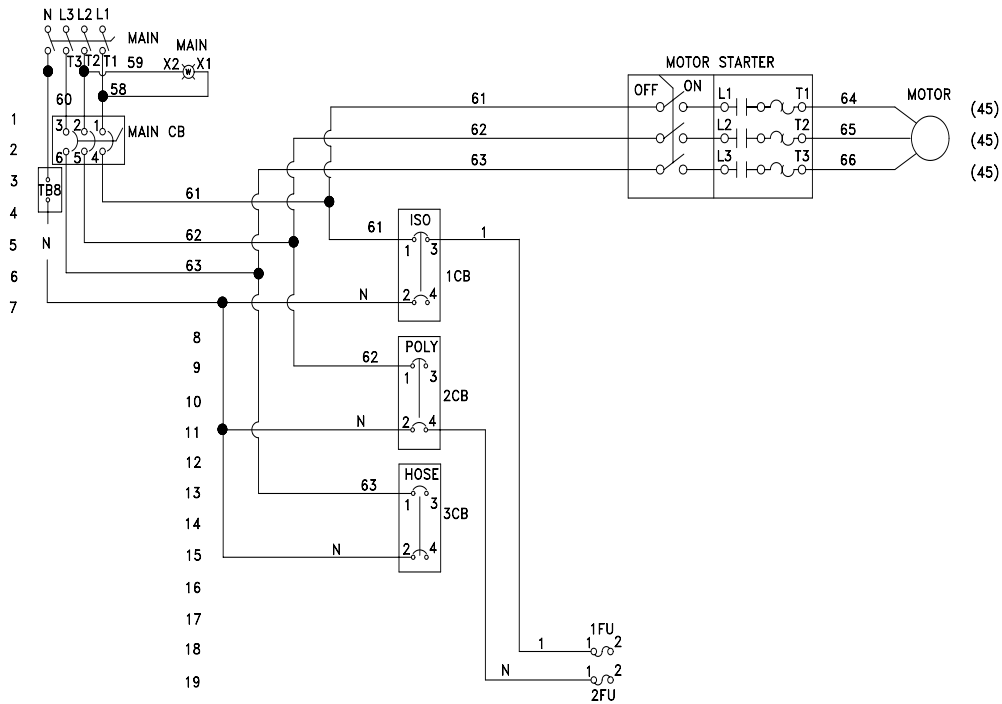 N L3 L2 L1
MAIN
MAIN
T3 T2 T1 59 X2 W X1
MOTOR STARTER
60 58
OFF ON L1 T1 64 MOTOR
61
1
3 2 1 MAIN CB
(45)
62 L2 T2 65
(45)
2
6 5 4
63 L3 T3 66
(45)
3
TB8
61
4
ISO
5 N 62
61 1 3 1
6 63
1CB
7
N 2 4
8
POLY
9
62 1 3
10
2CB
11
N 2 4
12
HOSE
13
63 1 3
3CB
14
15
N 2 4
16
17
1FU
18
1 1 2
19
N 1 2
2FU